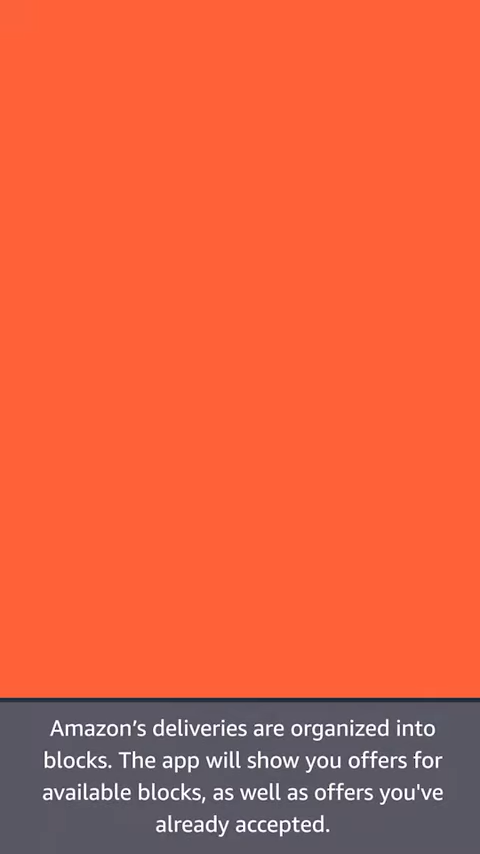 Amazon’s deliveries are organized into
blocks. The app will show you offers for
available blocks, as well as offers you've
already accepted.